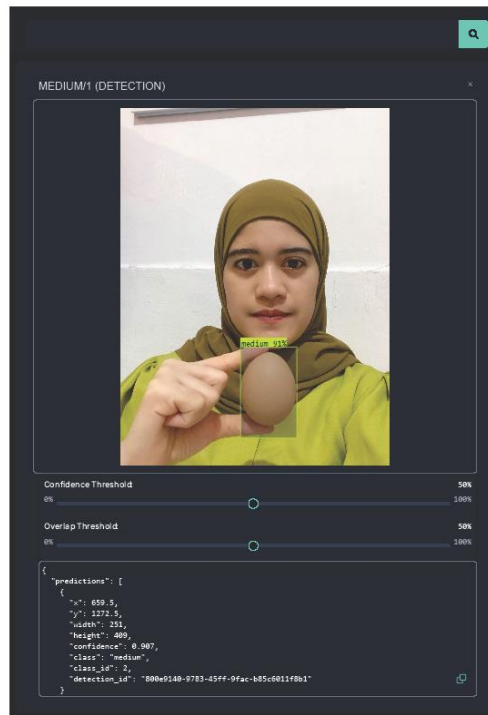 MEDIUM/1 (DETECTION)
×
medium 91%
Confidence Threshold:
50%
0%
100%
Overlap Threshold:
50%
0%
100%
{
"predictions": [
{
"x": 659.5,
"y": 1272.5,
"width": 251,
"height": 409,
"confidence": 0.907,
"class": "medium",
"class_id": 2,
"detection_id": "800e9140-9783-45ff-9fac-b85c6011f8b1"
}